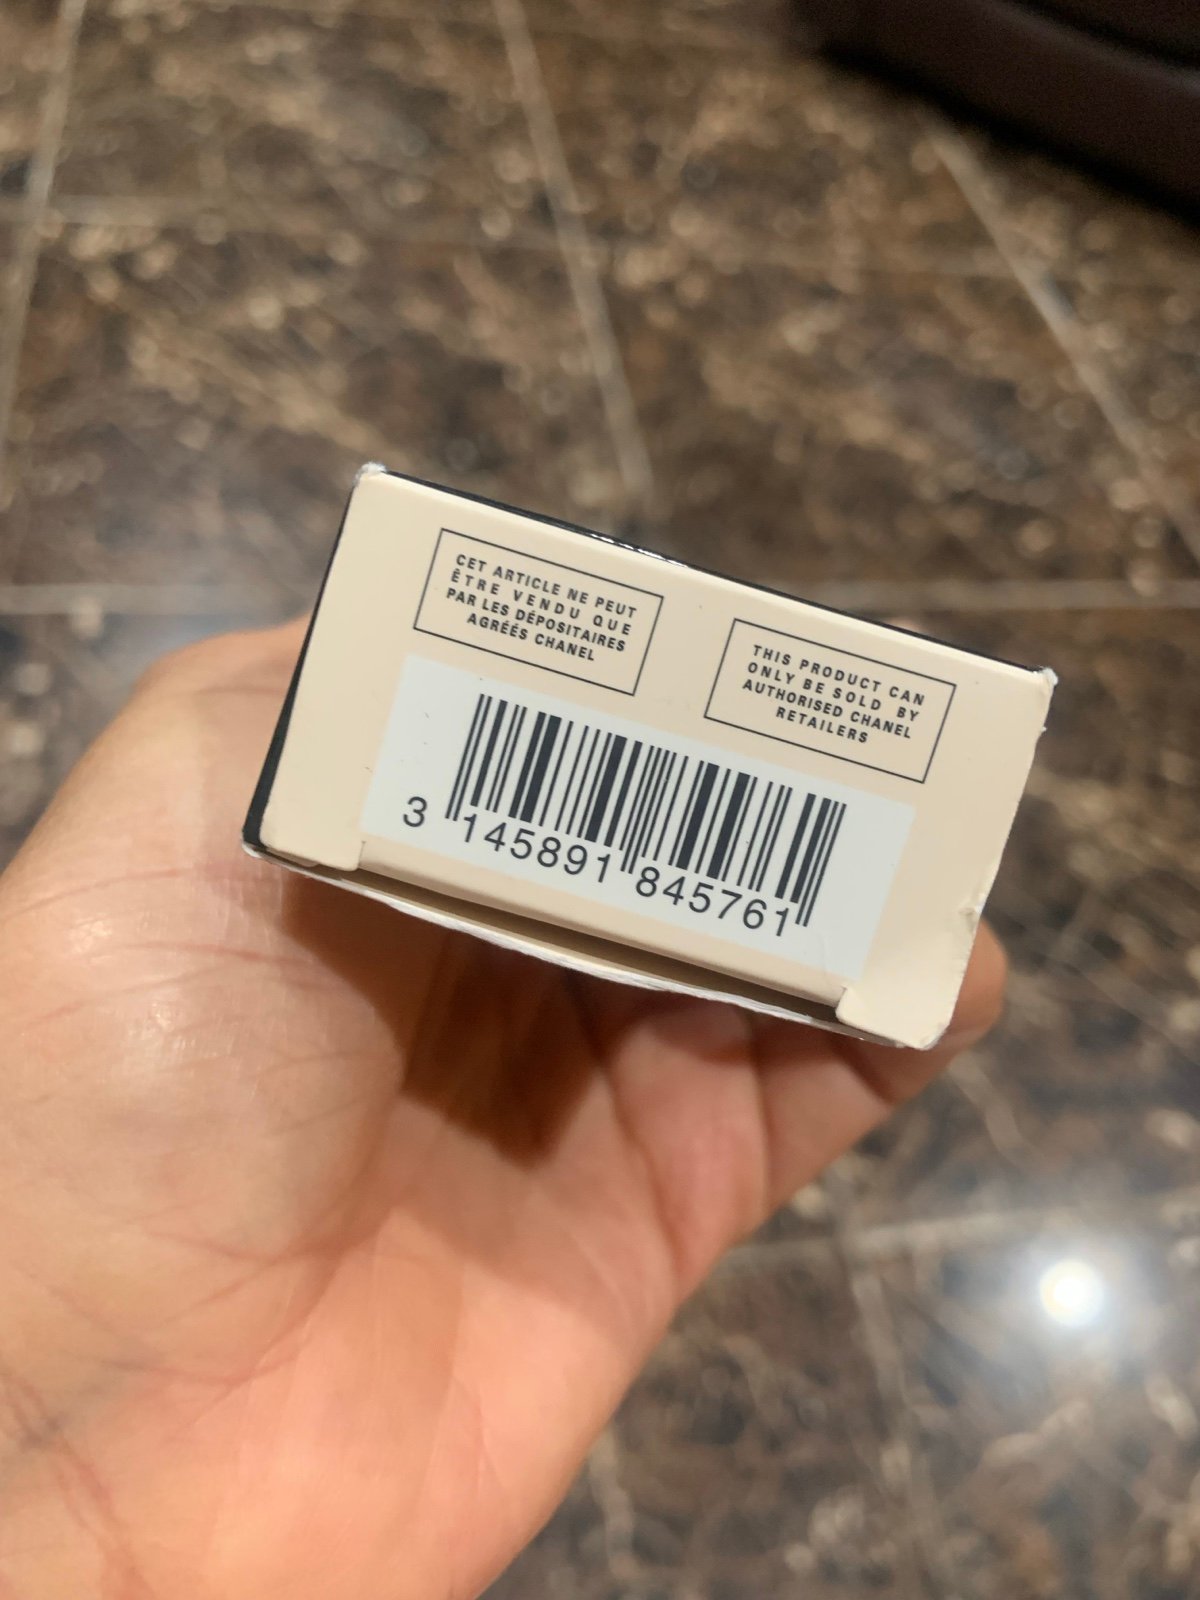 CET ARTICLE NE PEUT
ÊTRE VENDU QUE
PAR LES DÉPOSITAIRES
AGRÉÉS CHANEL
THIS PRODUCT CAN
ONLY BE SOLD BY
AUTHORISED CHANEL
RETAILERS
3 145891 845761